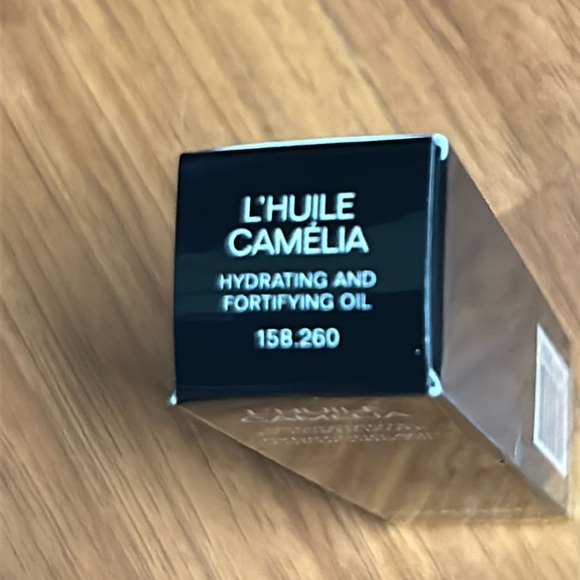 L'HUILE
CAMÉLIA
HYDRATING AND
FORTIFYING OIL
158.260